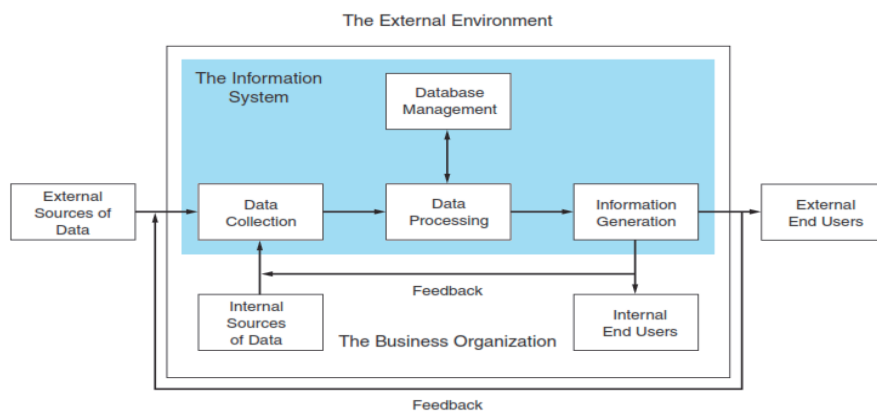 The External Environment
The Information
System
Database
Management
External
Sources of
Data
Data
Collection
Data
Processing
Information
Generation
External
End Users
Feedback
Internal
Sources
of Data
Internal
End Users
The Business Organization
Feedback